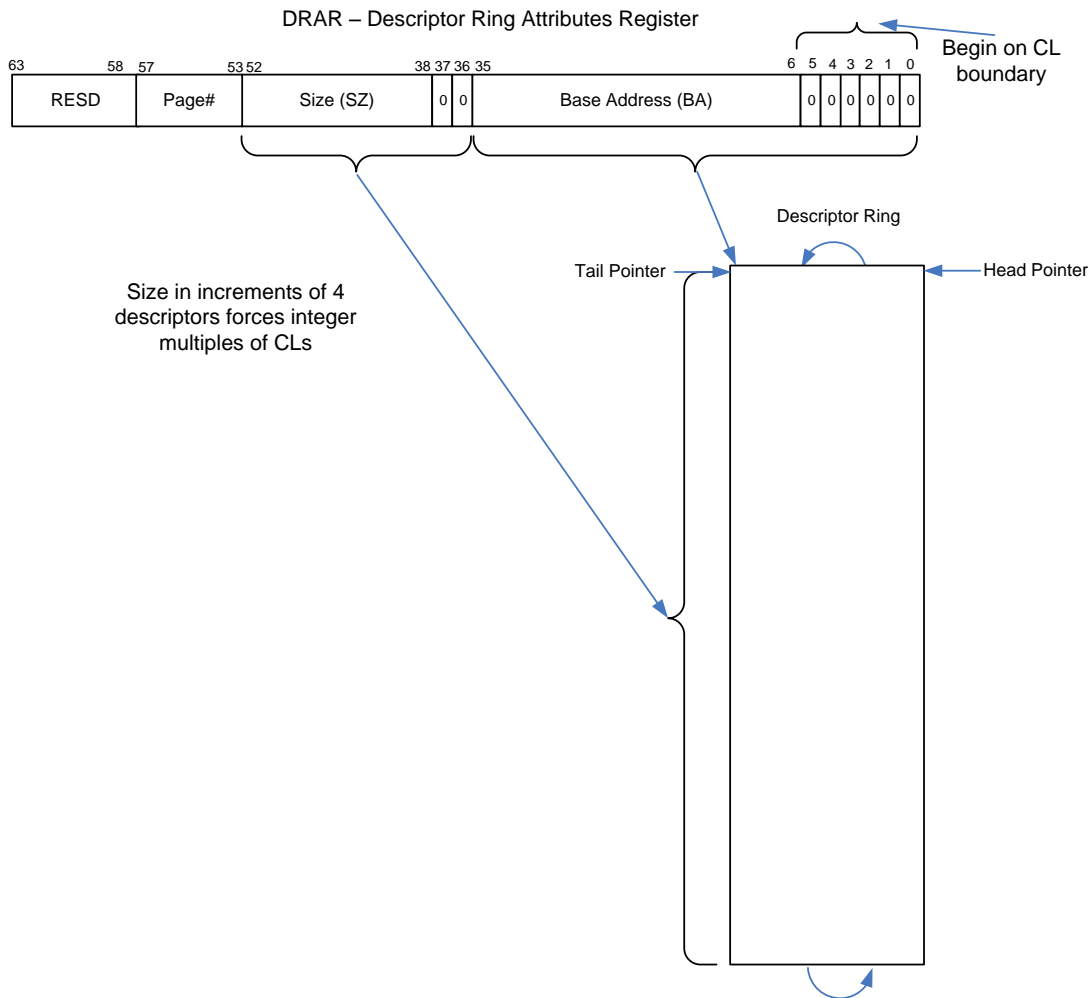 DRAR – Descriptor Ring Attributes Register
Begin on CL
boundary
63 58 57 53 52 38 37 36 35 6 5 4 3 2 1 0
RESD Page# Size (SZ) 0 0 Base Address (BA) 0 0 0 0 0 0
Descriptor Ring
Tail Pointer Head Pointer
Size in increments of 4
descriptors forces integer
multiples of CLs